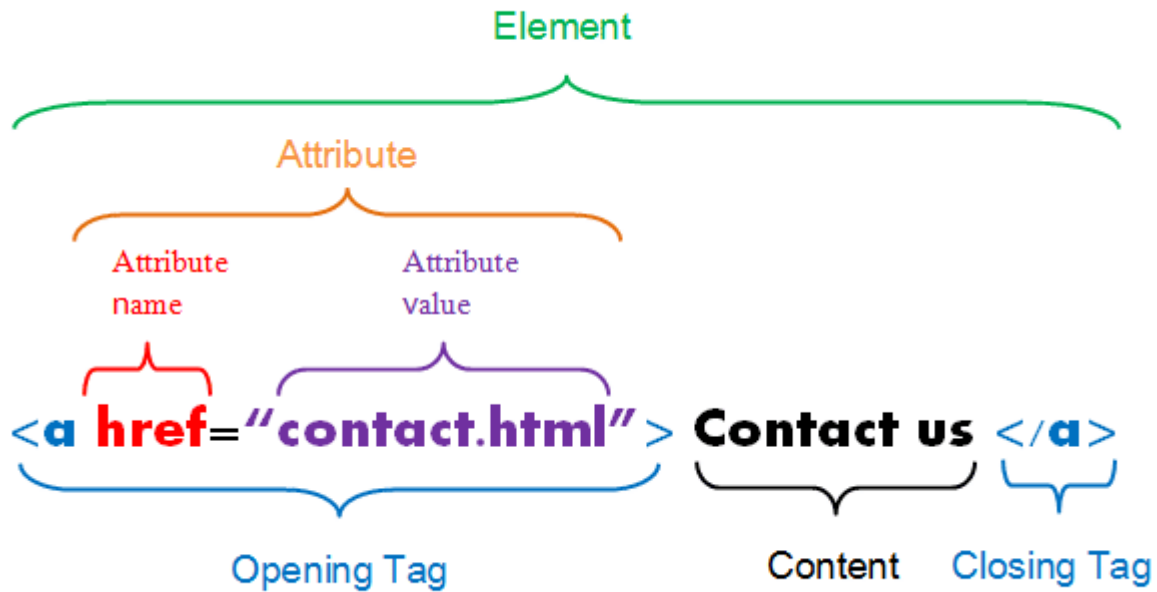 Element
Attribute
Attribute
name
Attribute
value
<a href=“contact.html”> Contact us </a>
Opening Tag
Content
Closing Tag